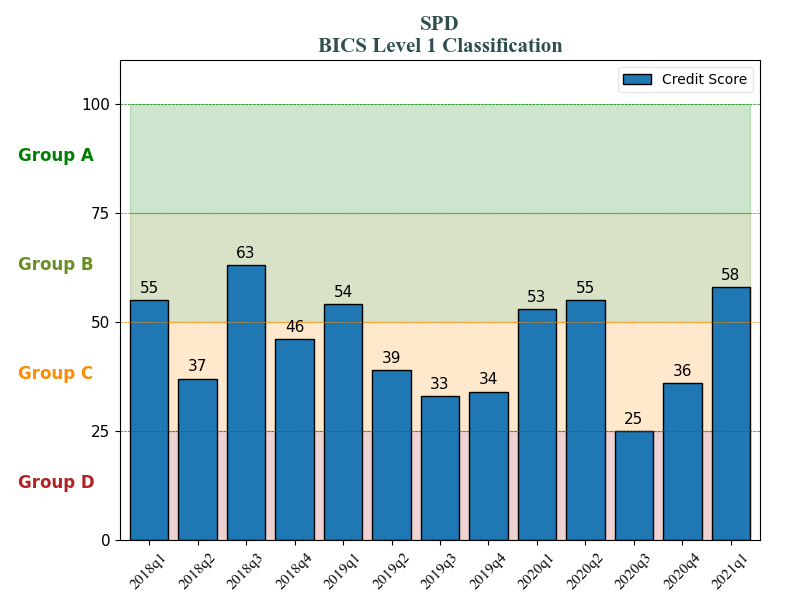 SPD
BICS Level 1 Classification
Credit Score
100
Group A
75
Group B
50
Group C
25
Group D
0
55
37
63
46
54
39
33
34
53
55
25
36
58
2018q1
2018q2
2018q3
2018q4
2019q1
2019q2
2019q3
2019q4
2020q1
2020q2
2020q3
2020q4
2021q1